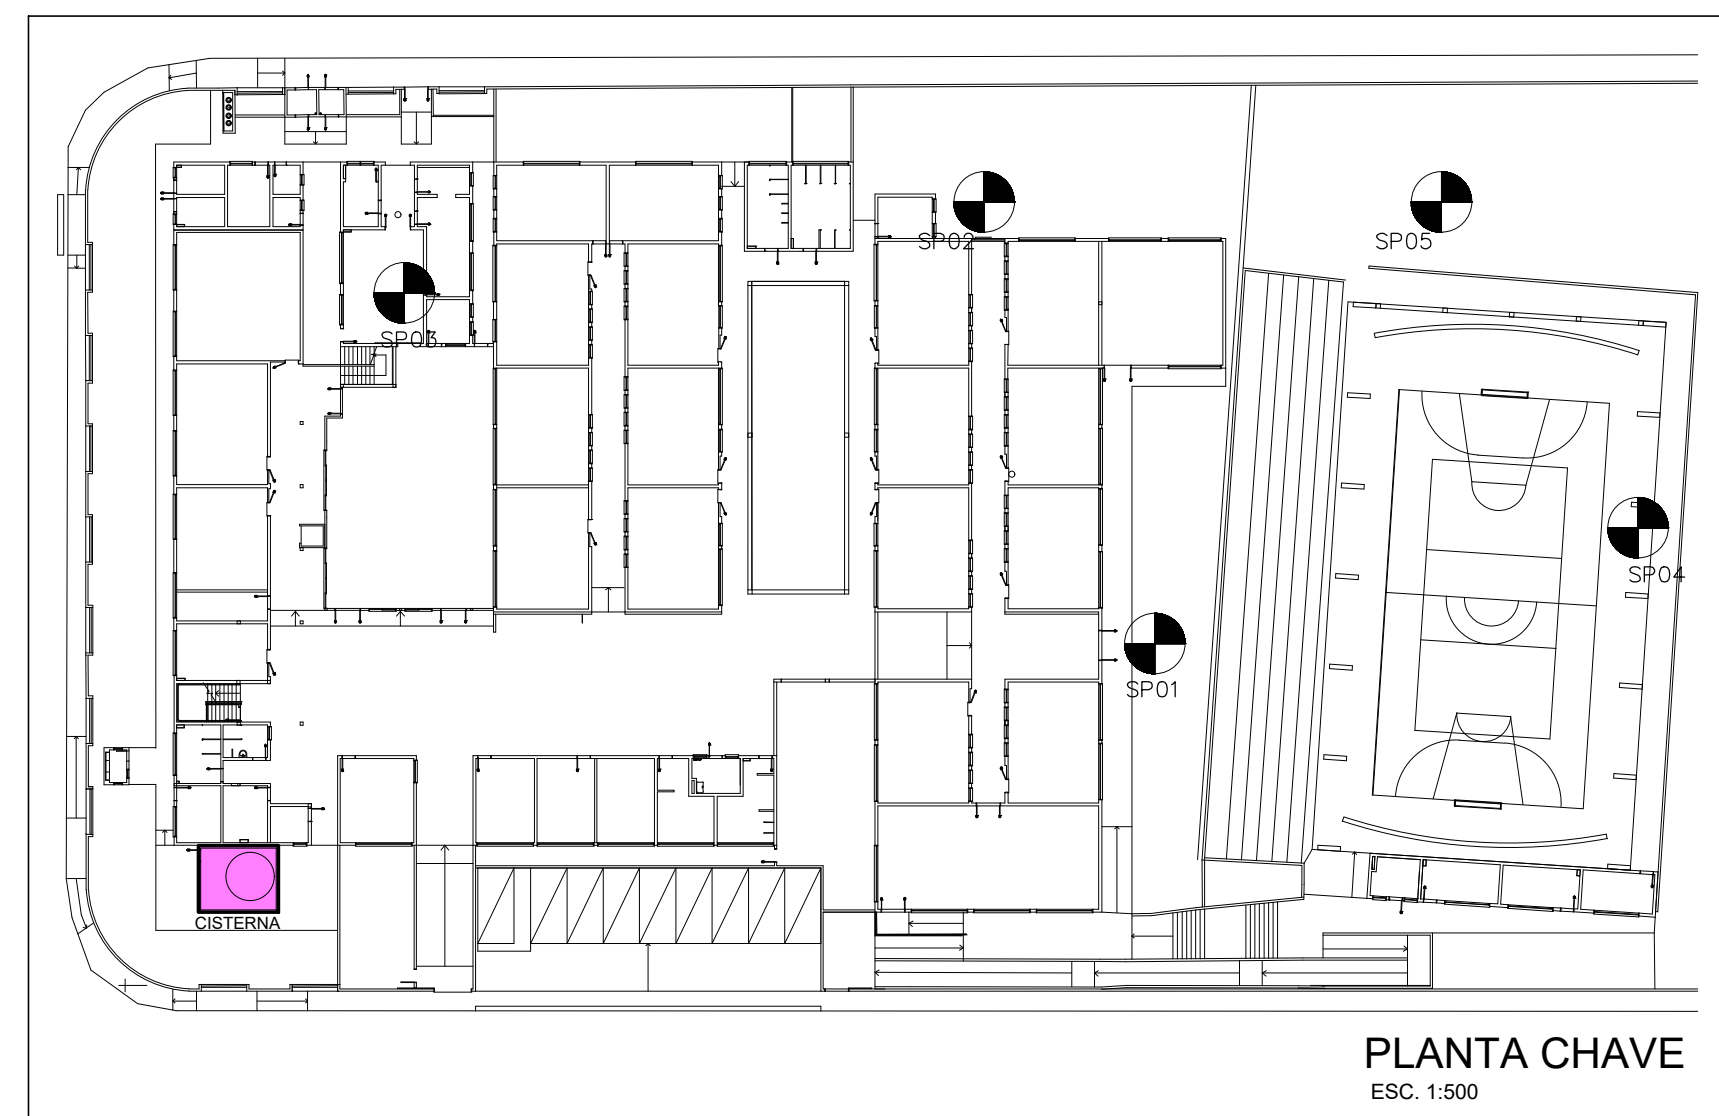 SP02
SP05
SP03
SP04
SP01
CISTERNA
PLANTA CHAVE
ESC. 1:500